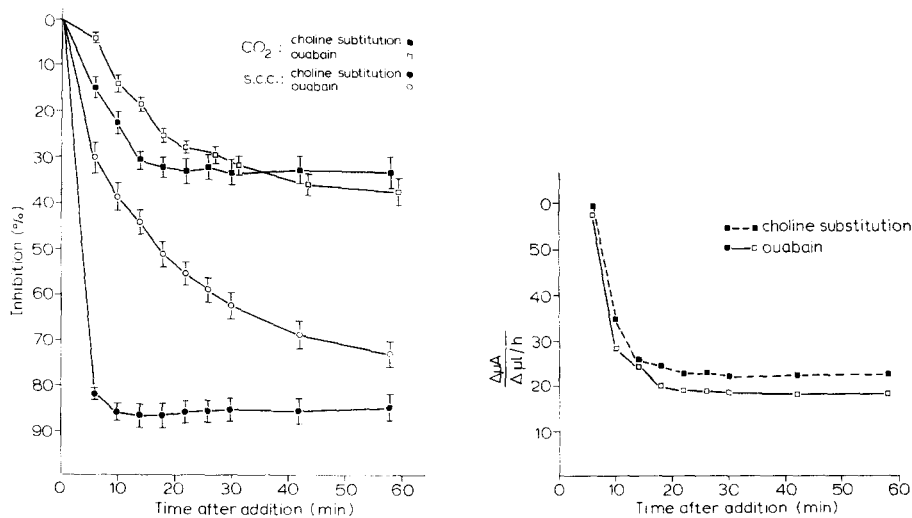 0
10
20
30
40
50
60
70
80
90
Inhibition (%)
CO₂ : choline subtitution
ouabain
s.c.c.: choline subtitution
ouabain
0 10 20 30 40 50 60
Time after addition (min)
0
50
40
30
20
10
ΔμA
Δμl/h
choline substitution
ouabain
0 10 20 30 40 50 60
Time after addition (min)